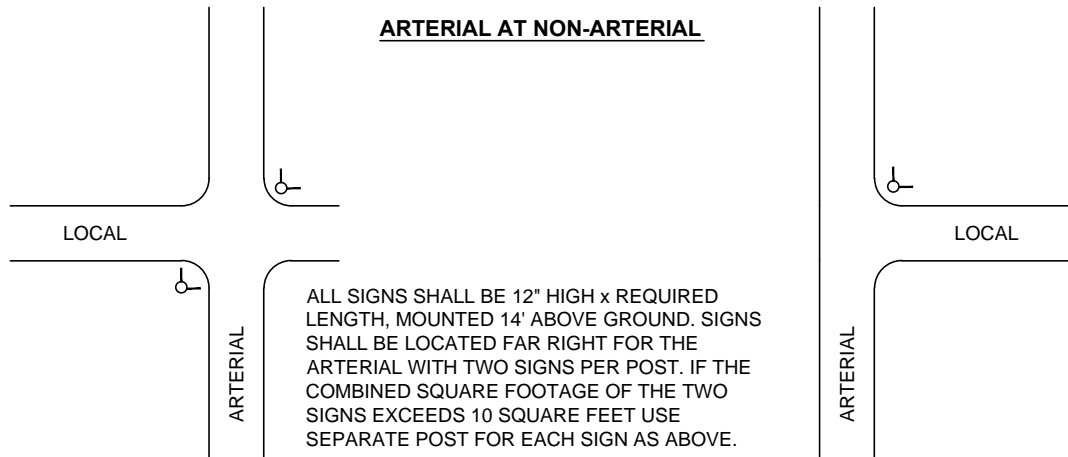 ARTERIAL AT NON-ARTERIAL
LOCAL
LOCAL
ALL SIGNS SHALL BE 12" HIGH x REQUIRED
LENGTH, MOUNTED 14' ABOVE GROUND. SIGNS
SHALL BE LOCATED FAR RIGHT FOR THE
ARTERIAL WITH TWO SIGNS PER POST. IF THE
COMBINED SQUARE FOOTAGE OF THE TWO
SIGNS EXCEEDS 10 SQUARE FEET USE
SEPARATE POST FOR EACH SIGN AS ABOVE.
ARTERIAL
ARTERIAL